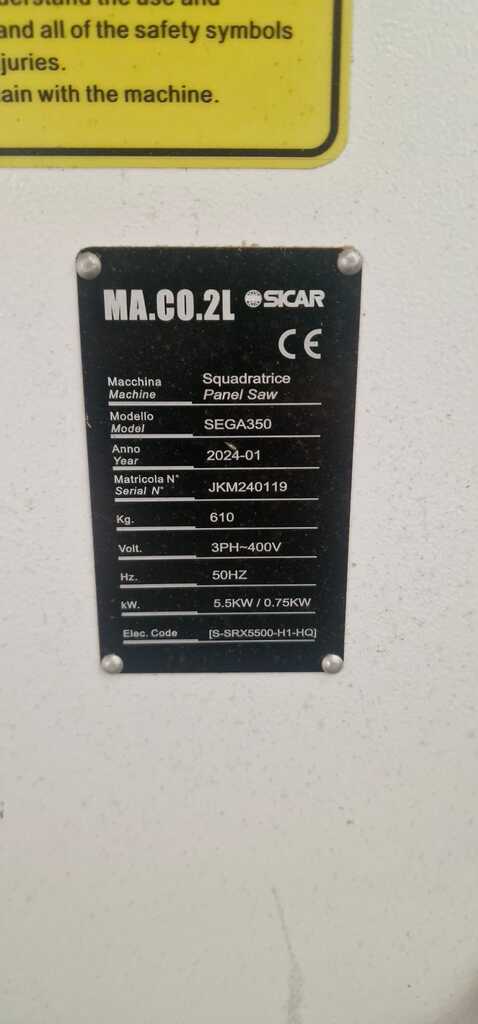 and all of the safety symbols
juries.
ain with the machine.
MA.CO.2L SICAR
CE
Macchina Squadratrice
Machine Panel Saw
Modello
Model SEGA350
Anno
Year 2024-01
Matricola N°
Serial N° JKM240119
Kg. 610
Volt. 3PH~400V
Hz. 50HZ
kW. 5.5KW / 0.75KW
Elec. Code [S-SRX5500-H1-HQ]